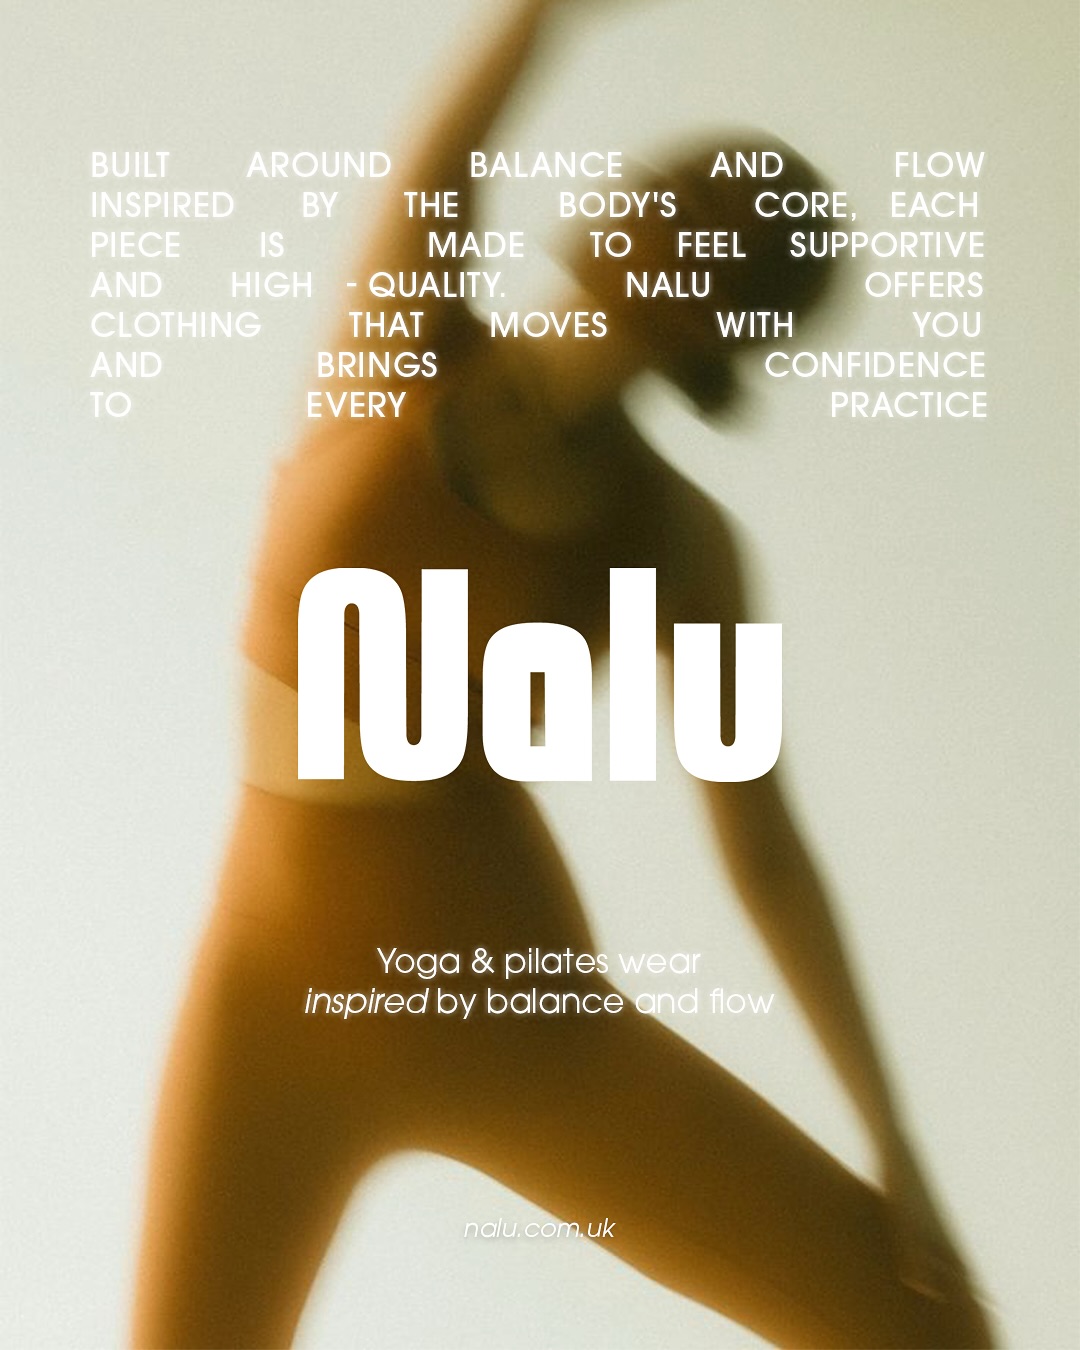 BUILT AROUND BALANCE AND FLOW
INSPIRED BY THE BODY'S CORE, EACH
PIECE IS MADE TO FEEL SUPPORTIVE
AND HIGH - QUALITY. NALU OFFERS
CLOTHING THAT MOVES WITH YOU
AND BRINGS CONFIDENCE
TO EVERY PRACTICE
Nalu
Yoga & pilates wear
inspired by balance and flow
nalu.com.uk